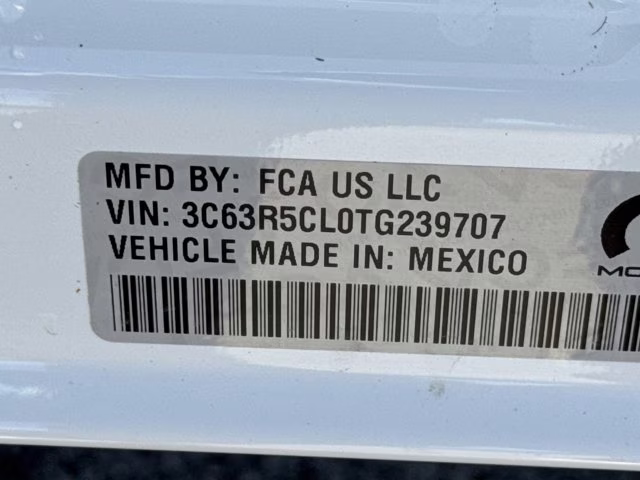 MFD BY: FCA US LLC
VIN: 3C63R5CL0TG239707
VEHICLE MADE IN: MEXICO